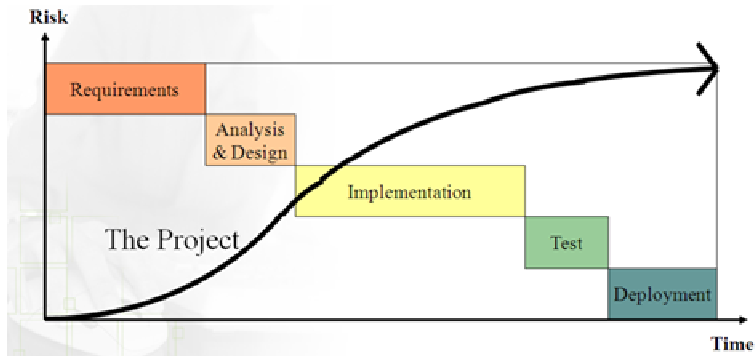 Risk
Requirements
Analysis
& Design
Implementation
The Project
Test
Deployment
Time